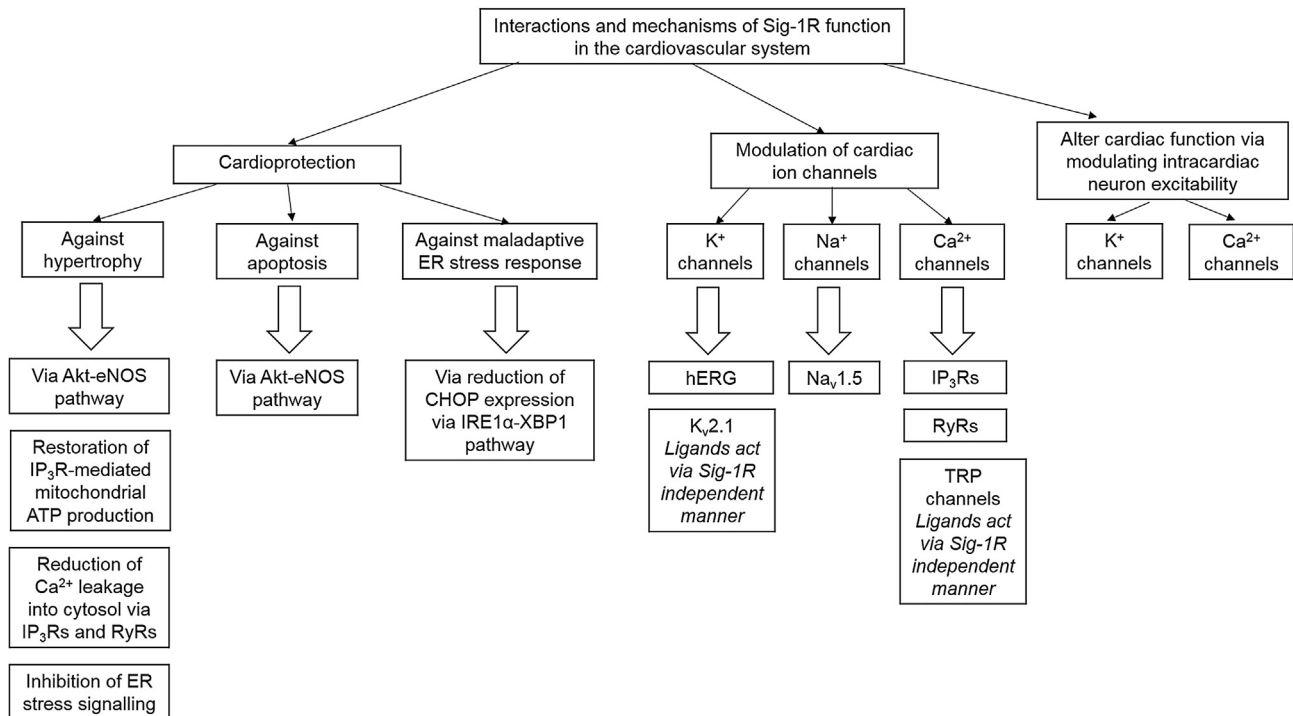 Interactions and mechanisms of Sig-1R function
in the cardiovascular system
Cardioprotection
Modulation of cardiac
ion channels
Alter cardiac function via
modulating intracardiac
neuron excitability
Against
hypertrophy
Against
apoptosis
Against maladaptive
ER stress response
K⁺
channels
Na⁺
channels
Ca²⁺
channels
K⁺
channels
Ca²⁺
channels
Via Akt-eNOS
pathway
Restoration of
IP₃R-mediated
mitochondrial
ATP production
Reduction of
Ca²⁺ leakage
into cytosol via
IP₃Rs and RyRs
Inhibition of ER
stress signalling
Via Akt-eNOS
pathway
Via reduction of
CHOP expression
via IRE1α-XBP1
pathway
hERG
Kᵥ2.1
Ligands act
via Sig-1R
independent
manner
Naᵥ1.5
IP₃Rs
RyRs
TRP
channels
Ligands act
via Sig-1R
independent
manner